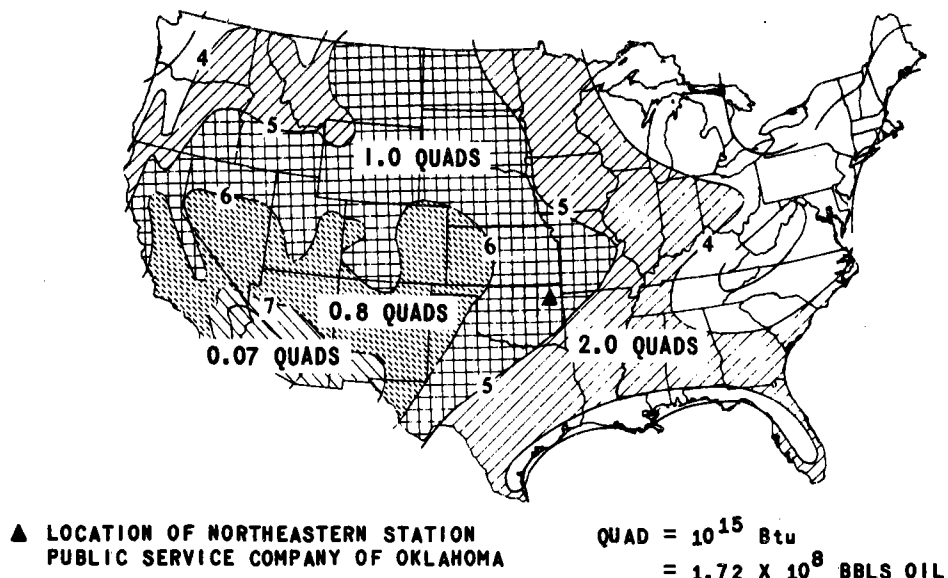 4
5
1.0 QUADS
6
5
6
4
7
0.8 QUADS
0.07 QUADS
2.0 QUADS
5
▲ LOCATION OF NORTHEASTERN STATION
PUBLIC SERVICE COMPANY OF OKLAHOMA
QUAD = 10^15 Btu
= 1.72 X 10^8 BBLS OIL